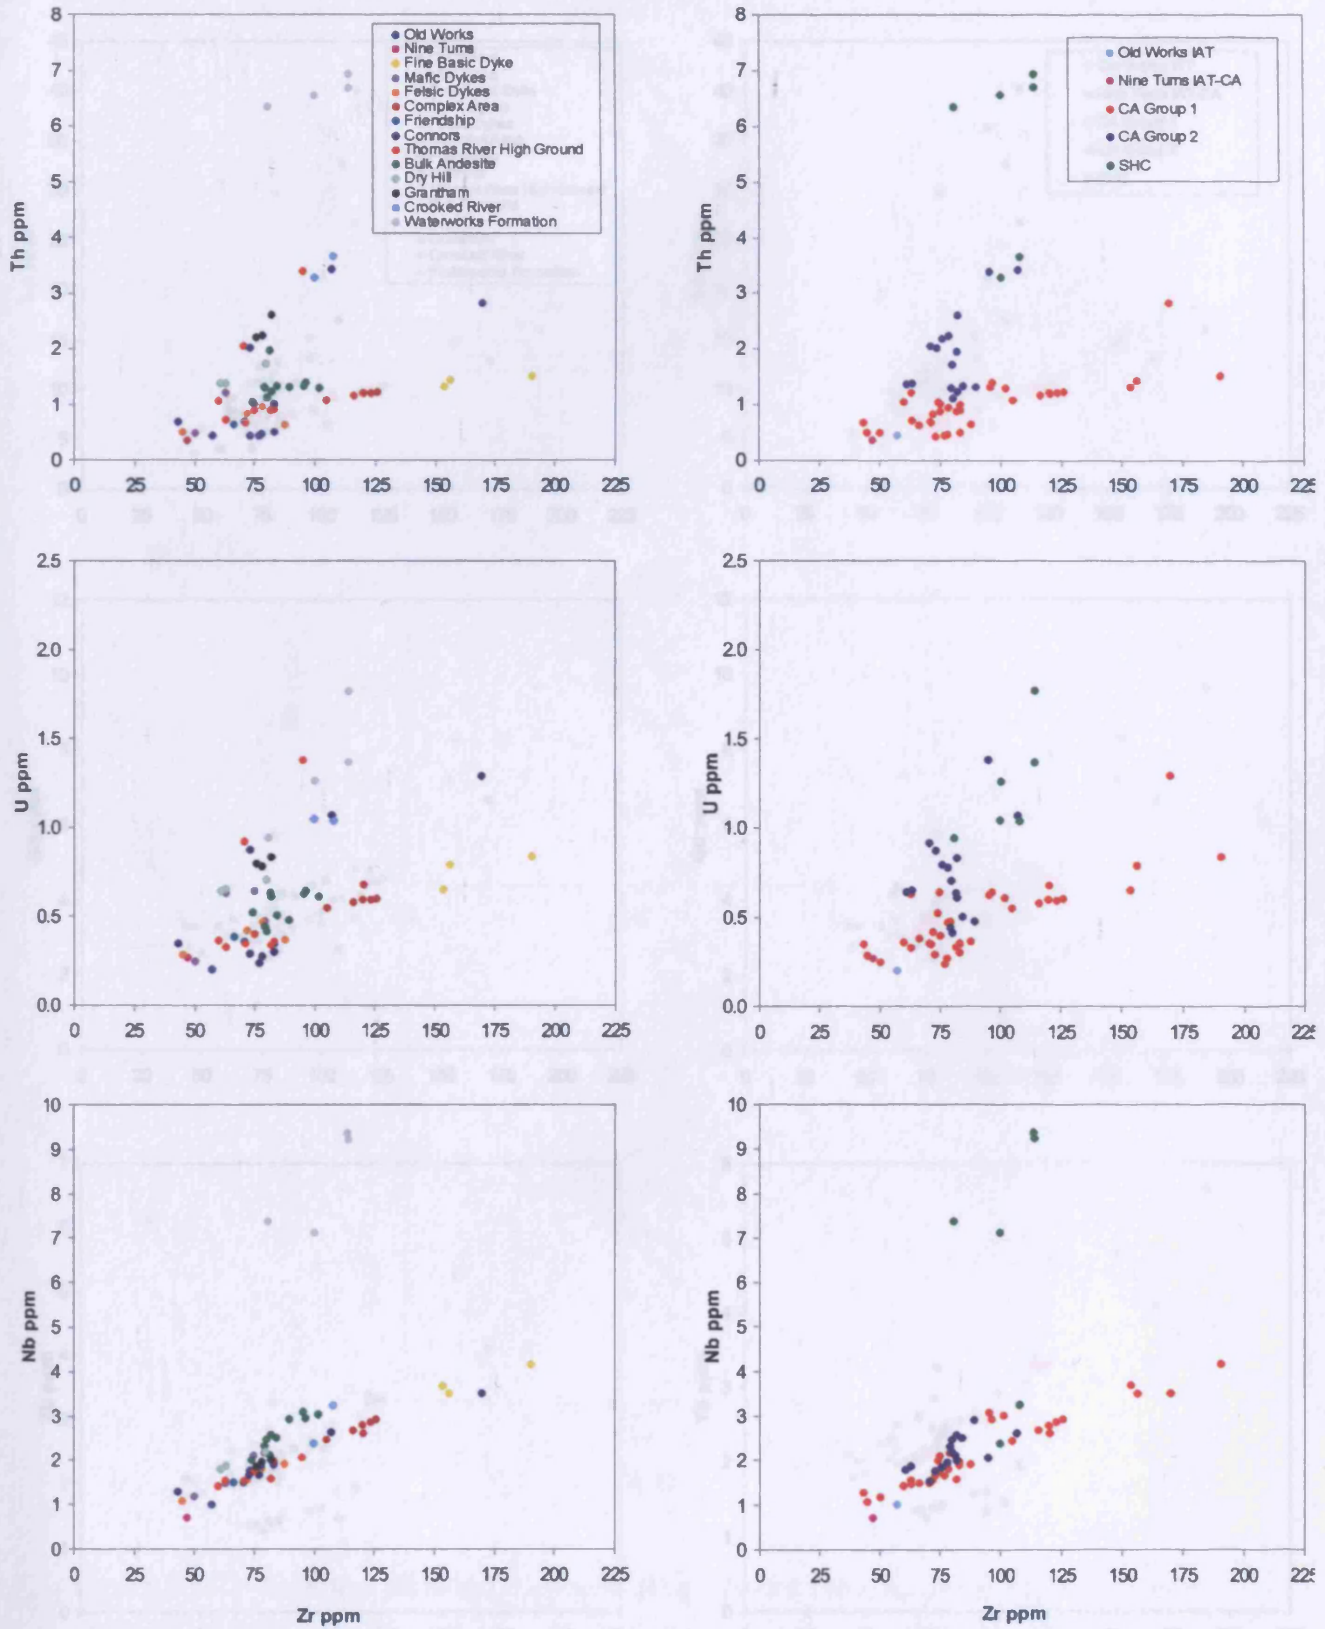 8
7
6
5
4
3
2
1
0
Th ppm
0 25 50 75 100 125 150 175 200 225
Old Works
Nine Turns
Fine Basic Dyke
Mafic Dykes
Felsic Dykes
Complex Area
Friendship
Connors
Thomas River High Ground
Bulk Andesite
Dry Hill
Grantham
Crooked River
Waterworks Formation
8
7
6
5
4
3
2
1
0
Th ppm
0 25 50 75 100 125 150 175 200 225
Old Works IAT
Nine Turns IAT-CA
CA Group 1
CA Group 2
SHC
2.5
2.0
1.5
1.0
0.5
0.0
U ppm
0 25 50 75 100 125 150 175 200 225
2.5
2.0
1.5
1.0
0.5
0.0
U ppm
0 25 50 75 100 125 150 175 200 225
10
9
8
7
6
5
4
3
2
1
0
Nb ppm
0 25 50 75 100 125 150 175 200 225
Zr ppm
10
9
8
7
6
5
4
3
2
1
0
Nb ppm
0 25 50 75 100 125 150 175 200 225
Zr ppm